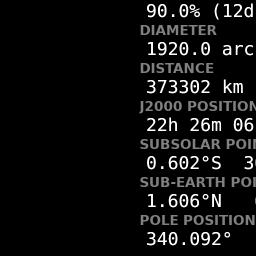 90.0% (12d
DIAMETER
1920.0 arc
DISTANCE
373302 km
J2000 POSITION
22h 26m 06
SUBSOLAR POI
0.602°S 3
SUB-EARTH PO
1.606°N
POLE POSITION
340.092°